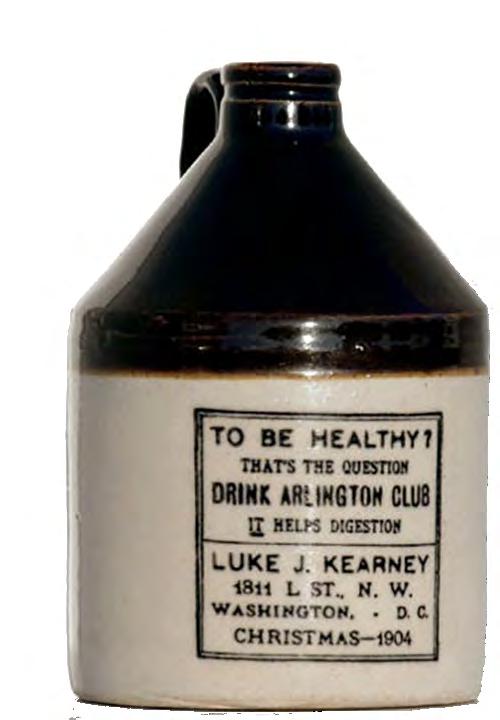 TO BE HEALTHY?
THAT'S THE QUESTION
DRINK ARLINGTON CLUB
IT HELPS DIGESTION
LUKE J. KEARNEY
1811 L ST., N. W.
WASHINGTON, - D. C.
CHRISTMAS—1904